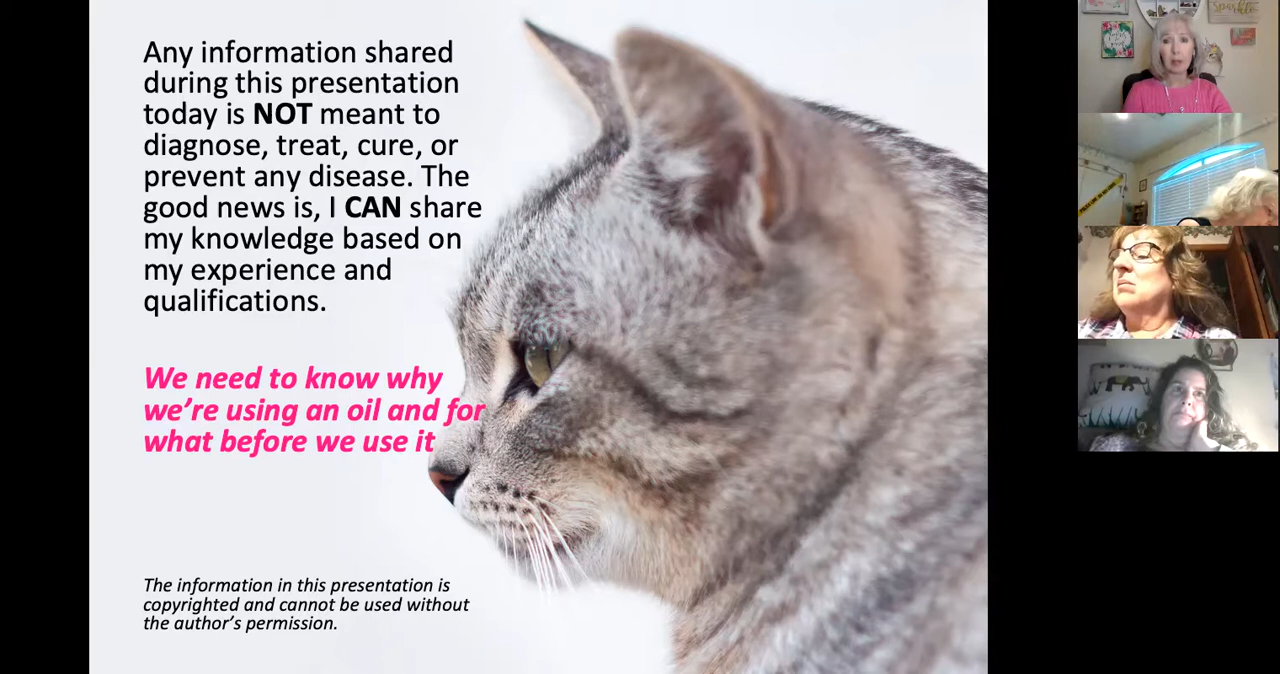 Any information shared
during this presentation
today is NOT meant to
diagnose, treat, cure, or
prevent any disease. The
good news is, I CAN share
my knowledge based on
my experience and
qualifications.
We need to know why
we’re using an oil and for
what before we use it
The information in this presentation is
copyrighted and cannot be used without
the author’s permission.
Sparkle